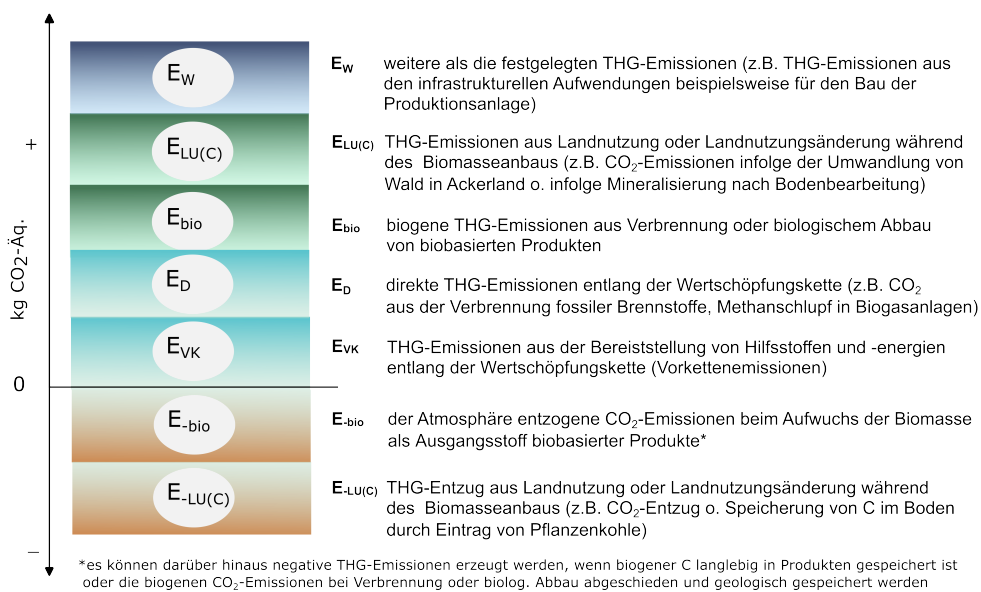 +
kg CO₂-Äq.
0
–
E_W
E_LU(C)
E_bio
E_D
E_VK
E_-bio
E_-LU(C)
E_W weitere als die festgelegten THG-Emissionen (z.B. THG-Emissionen aus
den infrastrukturellen Aufwendungen beispielsweise für den Bau der
Produktionsanlage)
E_LU(C) THG-Emissionen aus Landnutzung oder Landnutzungsänderung während
des Biomasseanbaus (z.B. CO₂-Emissionen infolge der Umwandlung von
Wald in Ackerland o. infolge Mineralisierung nach Bodenbearbeitung)
E_bio biogene THG-Emissionen aus Verbrennung oder biologischem Abbau
von biobasierten Produkten
E_D direkte THG-Emissionen entlang der Wertschöpfungskette (z.B. CO₂
aus der Verbrennung fossiler Brennstoffe, Methanschlupf in Biogasanlagen)
E_VK THG-Emissionen aus der Bereiststellung von Hilfsstoffen und -energien
entlang der Wertschöpfungskette (Vorkettenemissionen)
E_-bio der Atmosphäre entzogene CO₂-Emissionen beim Aufwuchs der Biomasse
als Ausgangsstoff biobasierter Produkte*
E_-LU(C) THG-Entzug aus Landnutzung oder Landnutzungsänderung während
des Biomasseanbaus (z.B. CO₂-Entzug o. Speicherung von C im Boden
durch Eintrag von Pflanzenkohle)
*es können darüber hinaus negative THG-Emissionen erzeugt werden, wenn biogener C langlebig in Produkten gespeichert ist
oder die biogenen CO₂-Emissionen bei Verbrennung oder biolog. Abbau abgeschieden und geologisch gespeichert werden